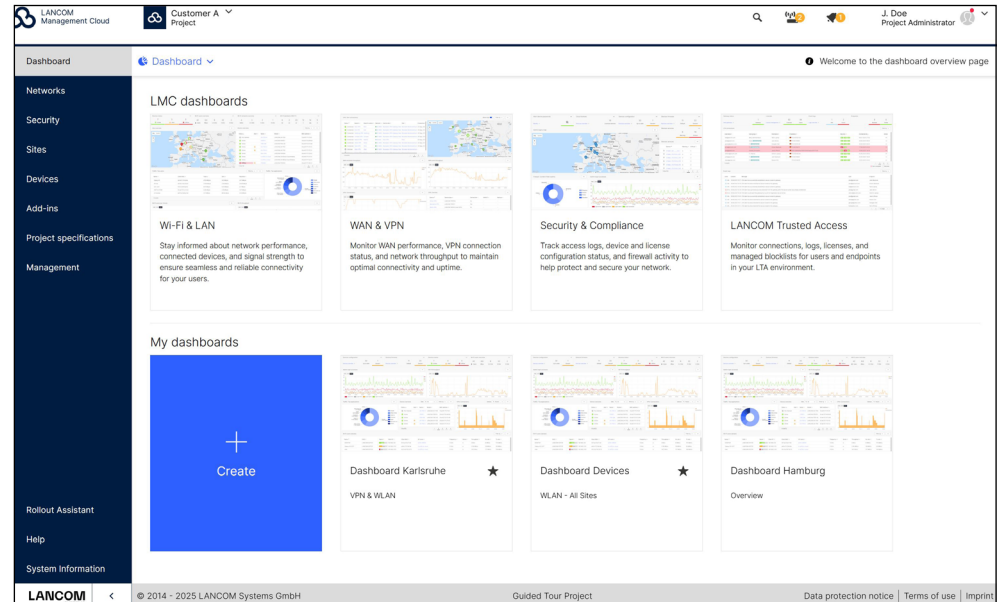 LANCOM
Management Cloud
Customer A
Project
2
1
J. Doe
Project Administrator
Dashboard
Dashboard
Welcome to the dashboard overview page
Networks
Security
Sites
Devices
Add-ins
Project specifications
Management
Rollout Assistant
Help
System Information
LMC dashboards
Wi-Fi & LAN
Stay informed about network performance,
connected devices, and signal strength to
ensure seamless and reliable connectivity
for your users.
WAN & VPN
Monitor WAN performance, VPN connection
status, and network throughput to maintain
optimal connectivity and uptime.
Security & Compliance
Track access logs, device and license
configuration status, and firewall activity to
help protect and secure your network.
LANCOM Trusted Access
Monitor connections, logs, licenses, and
managed blocklists for users and endpoints
in your LTA environment.
My dashboards
Create
Dashboard Karlsruhe
VPN & WLAN
Dashboard Devices
WLAN - All Sites
Dashboard Hamburg
Overview
LANCOM
© 2014 - 2025 LANCOM Systems GmbH
Guided Tour Project
Data protection notice | Terms of use | Imprint